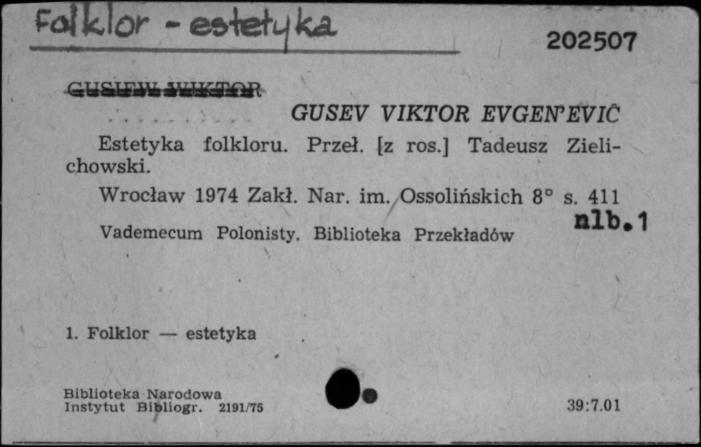 Folklor - estetyka
202507
GUSIEW WIKTOR
GUSEV VIKTOR EVGEN'EVIČ
Estetyka folkloru. Przeł. [z ros.] Tadeusz Zieli-
chowski.
Wrocław 1974 Zakł. Nar. im. Ossolińskich 8° s. 411
nlb.1
Vademecum Polonisty. Biblioteka Przekładów
1. Folklor — estetyka
Biblioteka Narodowa
Instytut Bibliogr. 2191/75
39:7.01